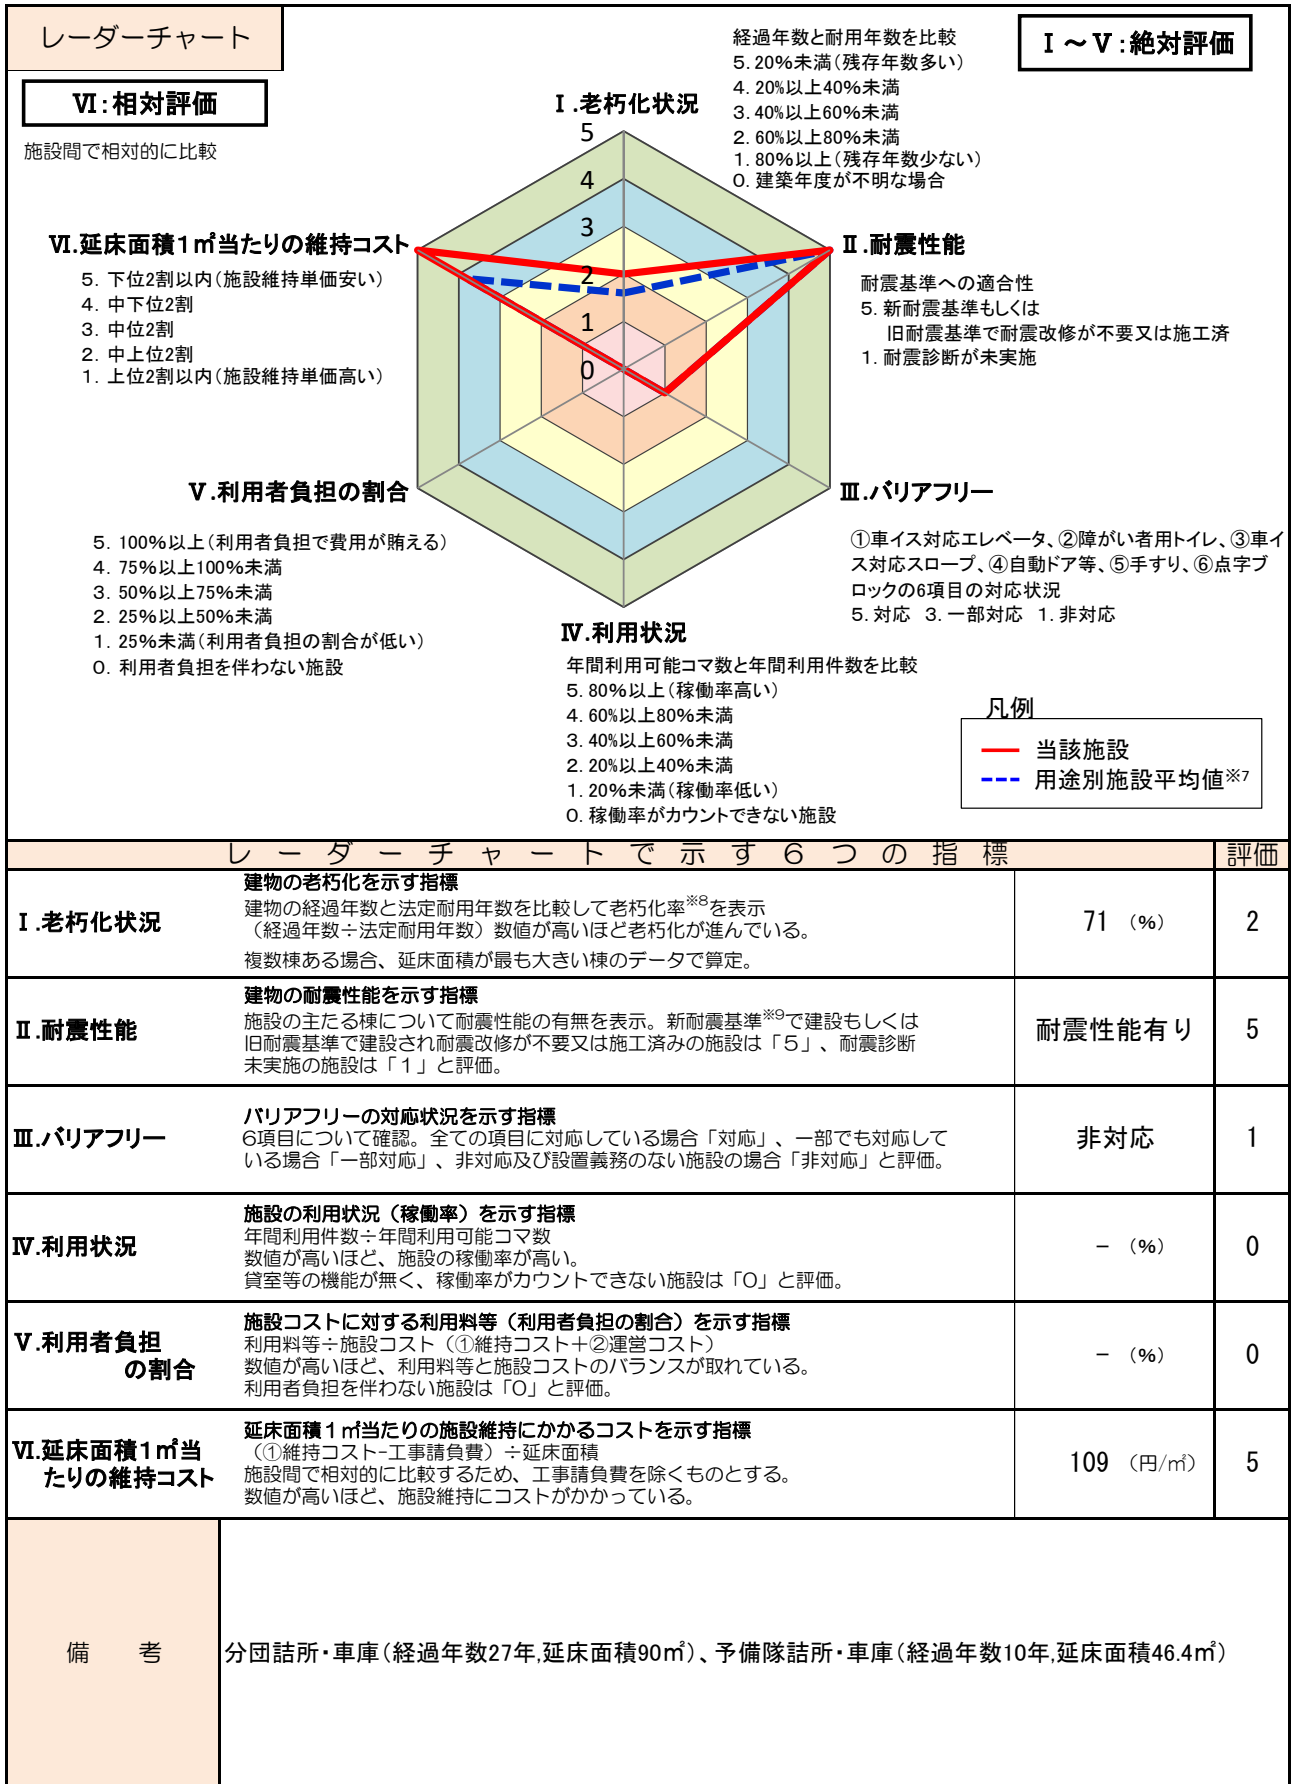 レーダーチャート
Ⅵ:相対評価
施設間で相対的に比較
Ⅰ～Ⅴ:絶対評価
Ⅰ.老朽化状況
経過年数と耐用年数を比較
5.20%未満(残存年数多い)
4.20%以上40%未満
3.40%以上60%未満
2.60%以上80%未満
1.80%以上(残存年数少ない)
0.建築年度が不明な場合
5
4
3
2
1
0
Ⅱ.耐震性能
耐震基準への適合性
5.新耐震基準もしくは
旧耐震基準で耐震改修が不要又は施工済
1.耐震診断が未実施
Ⅲ.バリアフリー
①車イス対応エレベータ、②障がい者用トイレ、③車イ
ス対応スロープ、④自動ドア等、⑤手すり、⑥点字ブ
ロックの6項目の対応状況
5.対応 3.一部対応 1.非対応
Ⅳ.利用状況
年間利用可能コマ数と年間利用件数を比較
5.80%以上(稼働率高い)
4.60%以上80%未満
3.40%以上60%未満
2.20%以上40%未満
1.20%未満(稼働率低い)
0.稼働率がカウントできない施設
Ⅴ.利用者負担の割合
5.100%以上(利用者負担で費用が賄える)
4.75%以上100%未満
3.50%以上75%未満
2.25%以上50%未満
1.25%未満(利用者負担の割合が低い)
0.利用者負担を伴わない施設
Ⅵ.延床面積1㎡当たりの維持コスト
5.下位2割以内(施設維持単価安い)
4.中下位2割
3.中位2割
2.中上位2割
1.上位2割以内(施設維持単価高い)
凡例
当該施設
用途別施設平均値※7
レーダーチャートで示す6つの指標 評価
Ⅰ.老朽化状況
建物の老朽化を示す指標
建物の経過年数と法定耐用年数を比較して老朽化率※8を表示
(経過年数÷法定耐用年数)数値が高いほど老朽化が進んでいる。
複数棟ある場合、延床面積が最も大きい棟のデータで算定。
71 (%) 2
Ⅱ.耐震性能
建物の耐震性能を示す指標
施設の主たる棟について耐震性能の有無を表示。新耐震基準※9で建設もしくは
旧耐震基準で建設され耐震改修が不要又は施工済みの施設は「5」、耐震診断
未実施の施設は「1」と評価。
耐震性能有り 5
Ⅲ.バリアフリー
バリアフリーの対応状況を示す指標
6項目について確認。全ての項目に対応している場合「対応」、一部でも対応して
いる場合「一部対応」、非対応及び設置義務のない施設の場合「非対応」と評価。
非対応 1
Ⅳ.利用状況
施設の利用状況(稼働率)を示す指標
年間利用件数÷年間利用可能コマ数
数値が高いほど、施設の稼働率が高い。
貸室等の機能が無く、稼働率がカウントできない施設は「0」と評価。
－ (%) 0
Ⅴ.利用者負担
の割合
施設コストに対する利用料等(利用者負担の割合)を示す指標
利用料等÷施設コスト(①維持コスト+②運営コスト)
数値が高いほど、利用料等と施設コストのバランスが取れている。
利用者負担を伴わない施設は「0」と評価。
－ (%) 0
Ⅵ.延床面積1㎡当
たりの維持コスト
延床面積1㎡当たりの施設維持にかかるコストを示す指標
(①維持コスト-工事請負費)÷延床面積
施設間で相対的に比較するため、工事請負費を除くものとする。
数値が高いほど、施設維持にコストがかかっている。
109 (円/㎡) 5
備 考
分団詰所・車庫(経過年数27年,延床面積90㎡)、予備隊詰所・車庫(経過年数10年,延床面積46.4㎡)